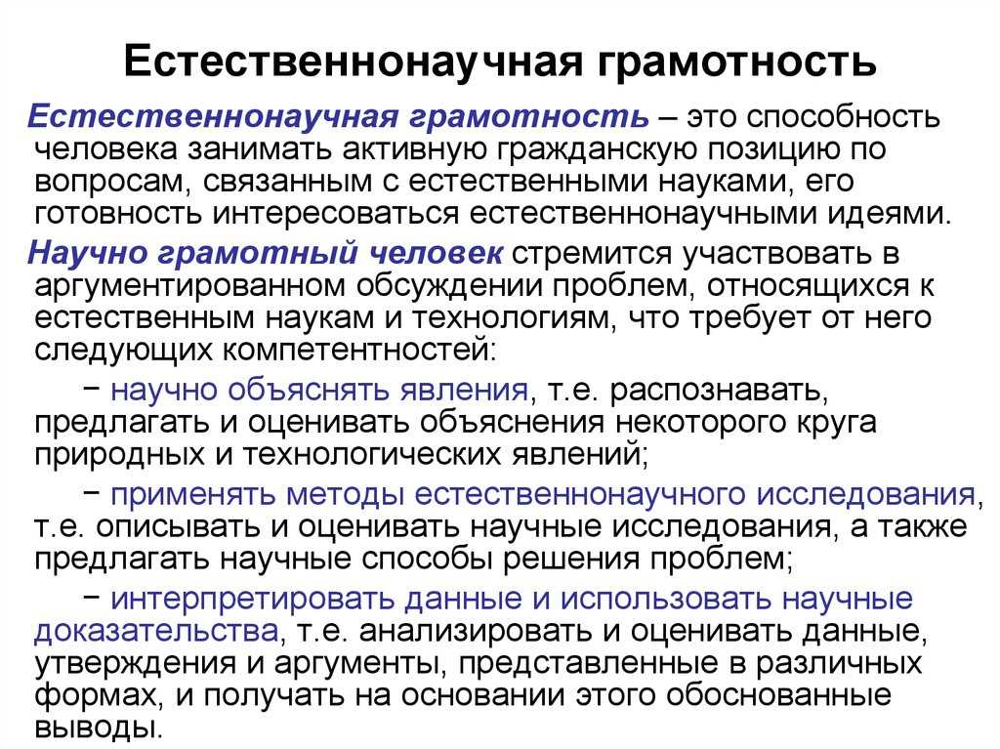 Естественнонаучная грамотность
Естественнонаучная грамотность – это способность
человека занимать активную гражданскую позицию по
вопросам, связанным с естественными науками, его
готовность интересоваться естественнонаучными идеями.
Научно грамотный человек стремится участвовать в
аргументированном обсуждении проблем, относящихся к
естественным наукам и технологиям, что требует от него
следующих компетентностей:
− научно объяснять явления, т.е. распознавать,
предлагать и оценивать объяснения некоторого круга
природных и технологических явлений;
− применять методы естественнонаучного исследования,
т.е. описывать и оценивать научные исследования, а также
предлагать научные способы решения проблем;
− интерпретировать данные и использовать научные
доказательства, т.е. анализировать и оценивать данные,
утверждения и аргументы, представленные в различных
формах, и получать на основании этого обоснованные
выводы.